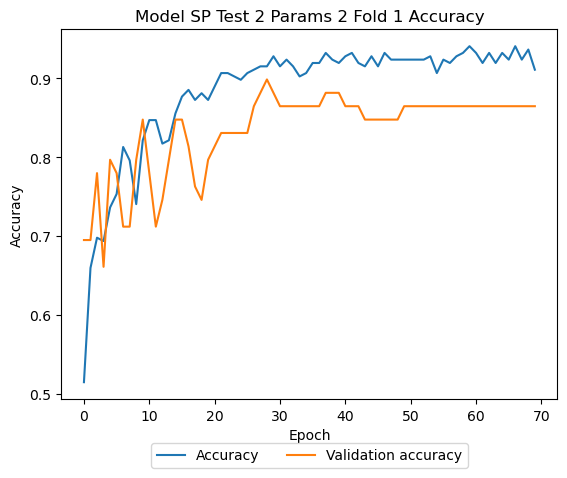 Model SP Test 2 Params 2 Fold 1 Accuracy
Accuracy
0.9
0.8
0.7
0.6
0.5
0 10 20 30 40 50 60 70
Epoch
Accuracy Validation accuracy